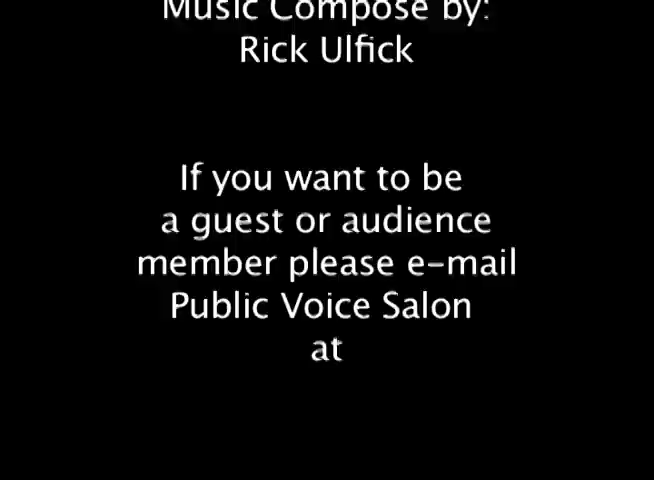 Music Compose by:
Rick Ulfick
If you want to be
a guest or audience
member please e-mail
Public Voice Salon
at